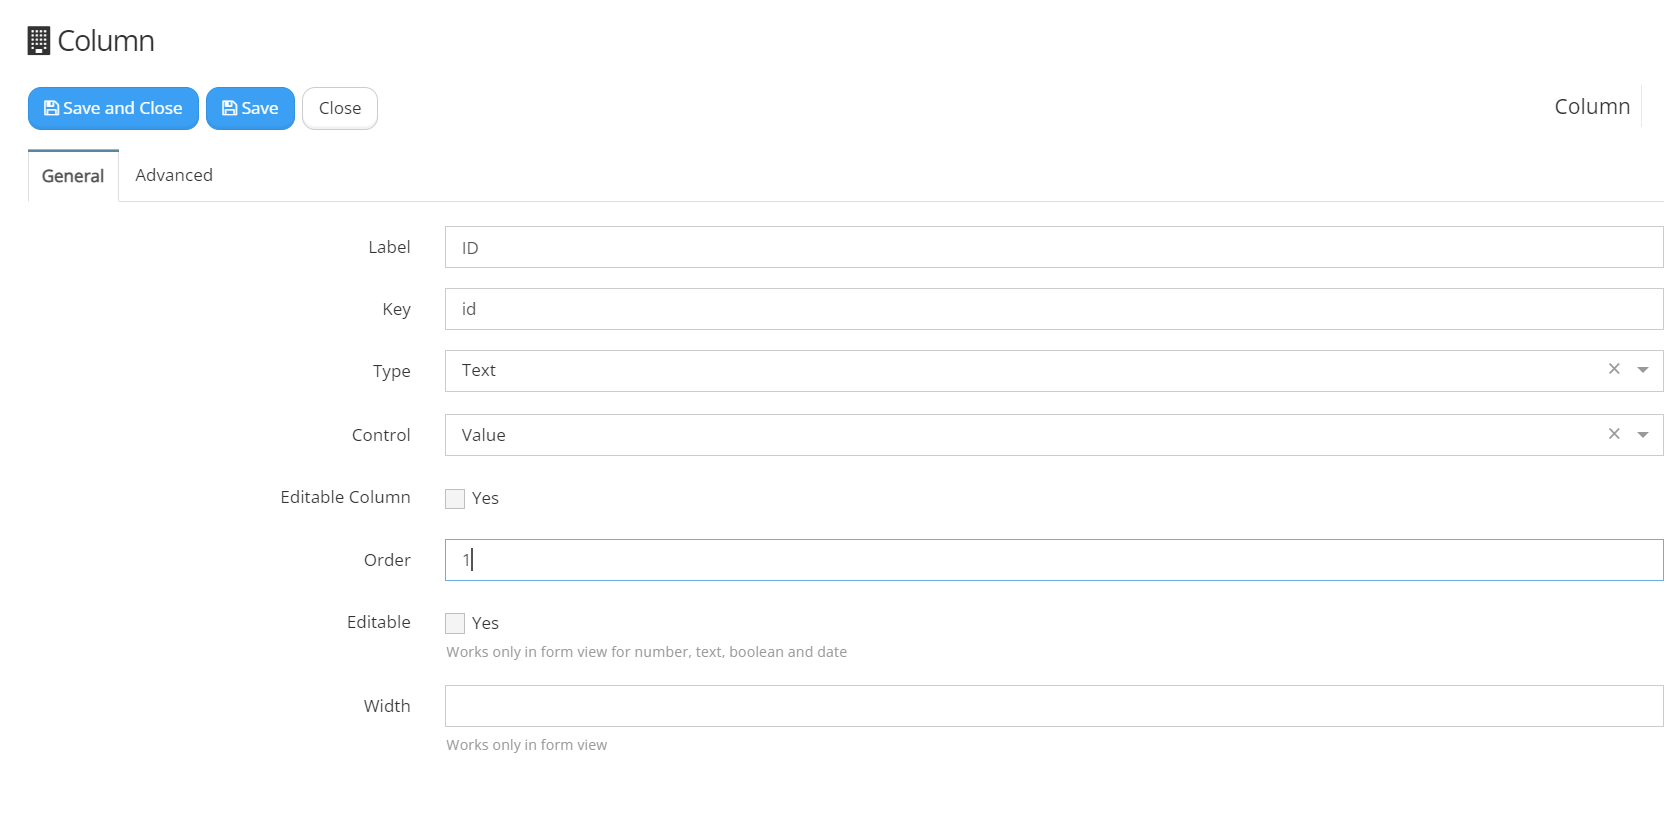 Column
Save and Close Save Close Column
General Advanced
Label ID
Key id
Type Text
Control Value
Editable Column Yes
Order 1
Editable Yes
Works only in form view for number, text, boolean and date
Width
Works only in form view